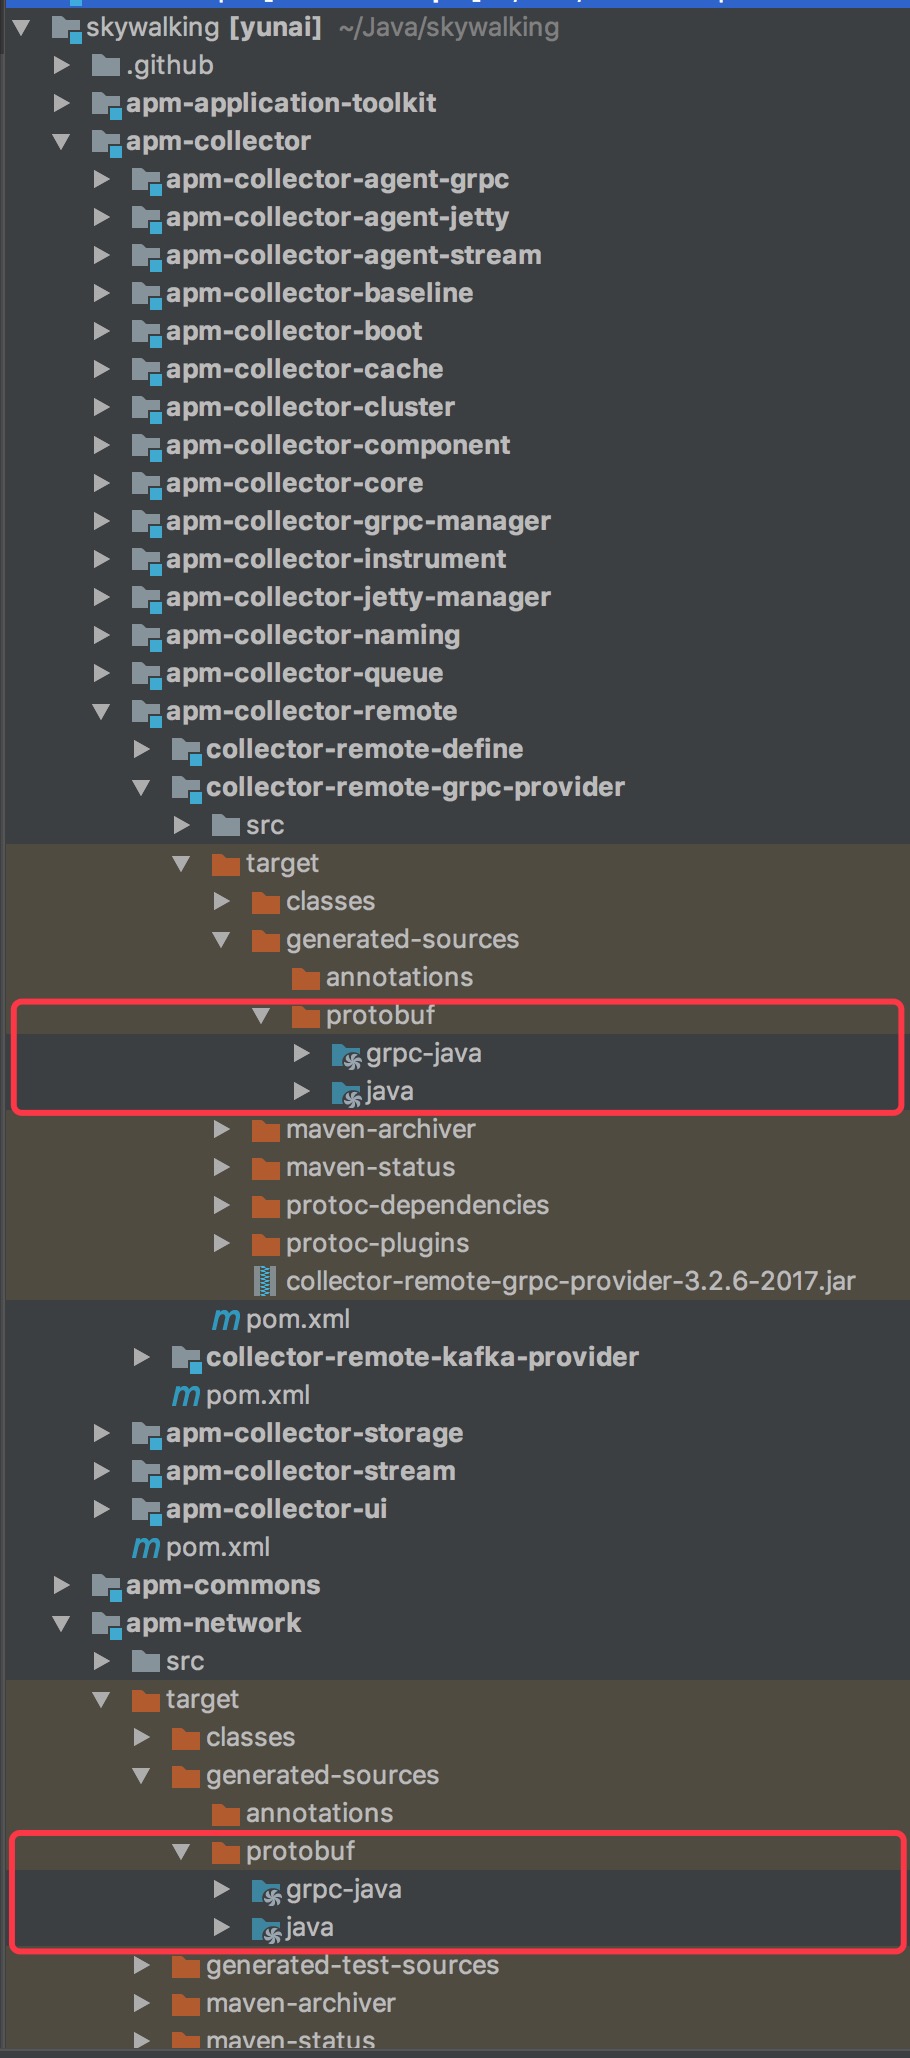 skywalking [yunai] ~/Java/skywalking
.github
apm-application-toolkit
apm-collector
apm-collector-agent-grpc
apm-collector-agent-jetty
apm-collector-agent-stream
apm-collector-baseline
apm-collector-boot
apm-collector-cache
apm-collector-cluster
apm-collector-component
apm-collector-core
apm-collector-grpc-manager
apm-collector-instrument
apm-collector-jetty-manager
apm-collector-naming
apm-collector-queue
apm-collector-remote
collector-remote-define
collector-remote-grpc-provider
src
target
classes
generated-sources
annotations
protobuf
grpc-java
java
maven-archiver
maven-status
protoc-dependencies
protoc-plugins
collector-remote-grpc-provider-3.2.6-2017.jar
m pom.xml
collector-remote-kafka-provider
m pom.xml
apm-collector-storage
apm-collector-stream
apm-collector-ui
m pom.xml
apm-commons
apm-network
src
target
classes
generated-sources
annotations
protobuf
grpc-java
java
generated-test-sources
maven-archiver
maven-status